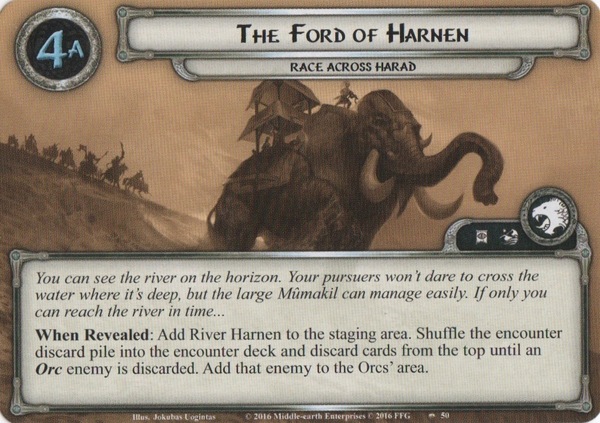 4A
THE FORD OF HARNEN
RACE ACROSS HARAD
You can see the river on the horizon. Your pursuers won't dare to cross the
water where it's deep, but the large Mûmakil can manage easily. If only you
can reach the river in time...
When Revealed: Add River Harnen to the staging area. Shuffle the encounter
discard pile into the encounter deck and discard cards from the top until an
Orc enemy is discarded. Add that enemy to the Orcs' area.
Illus. Jokubas Uogintas © 2016 Middle-earth Enterprises © 2016 FFG 50